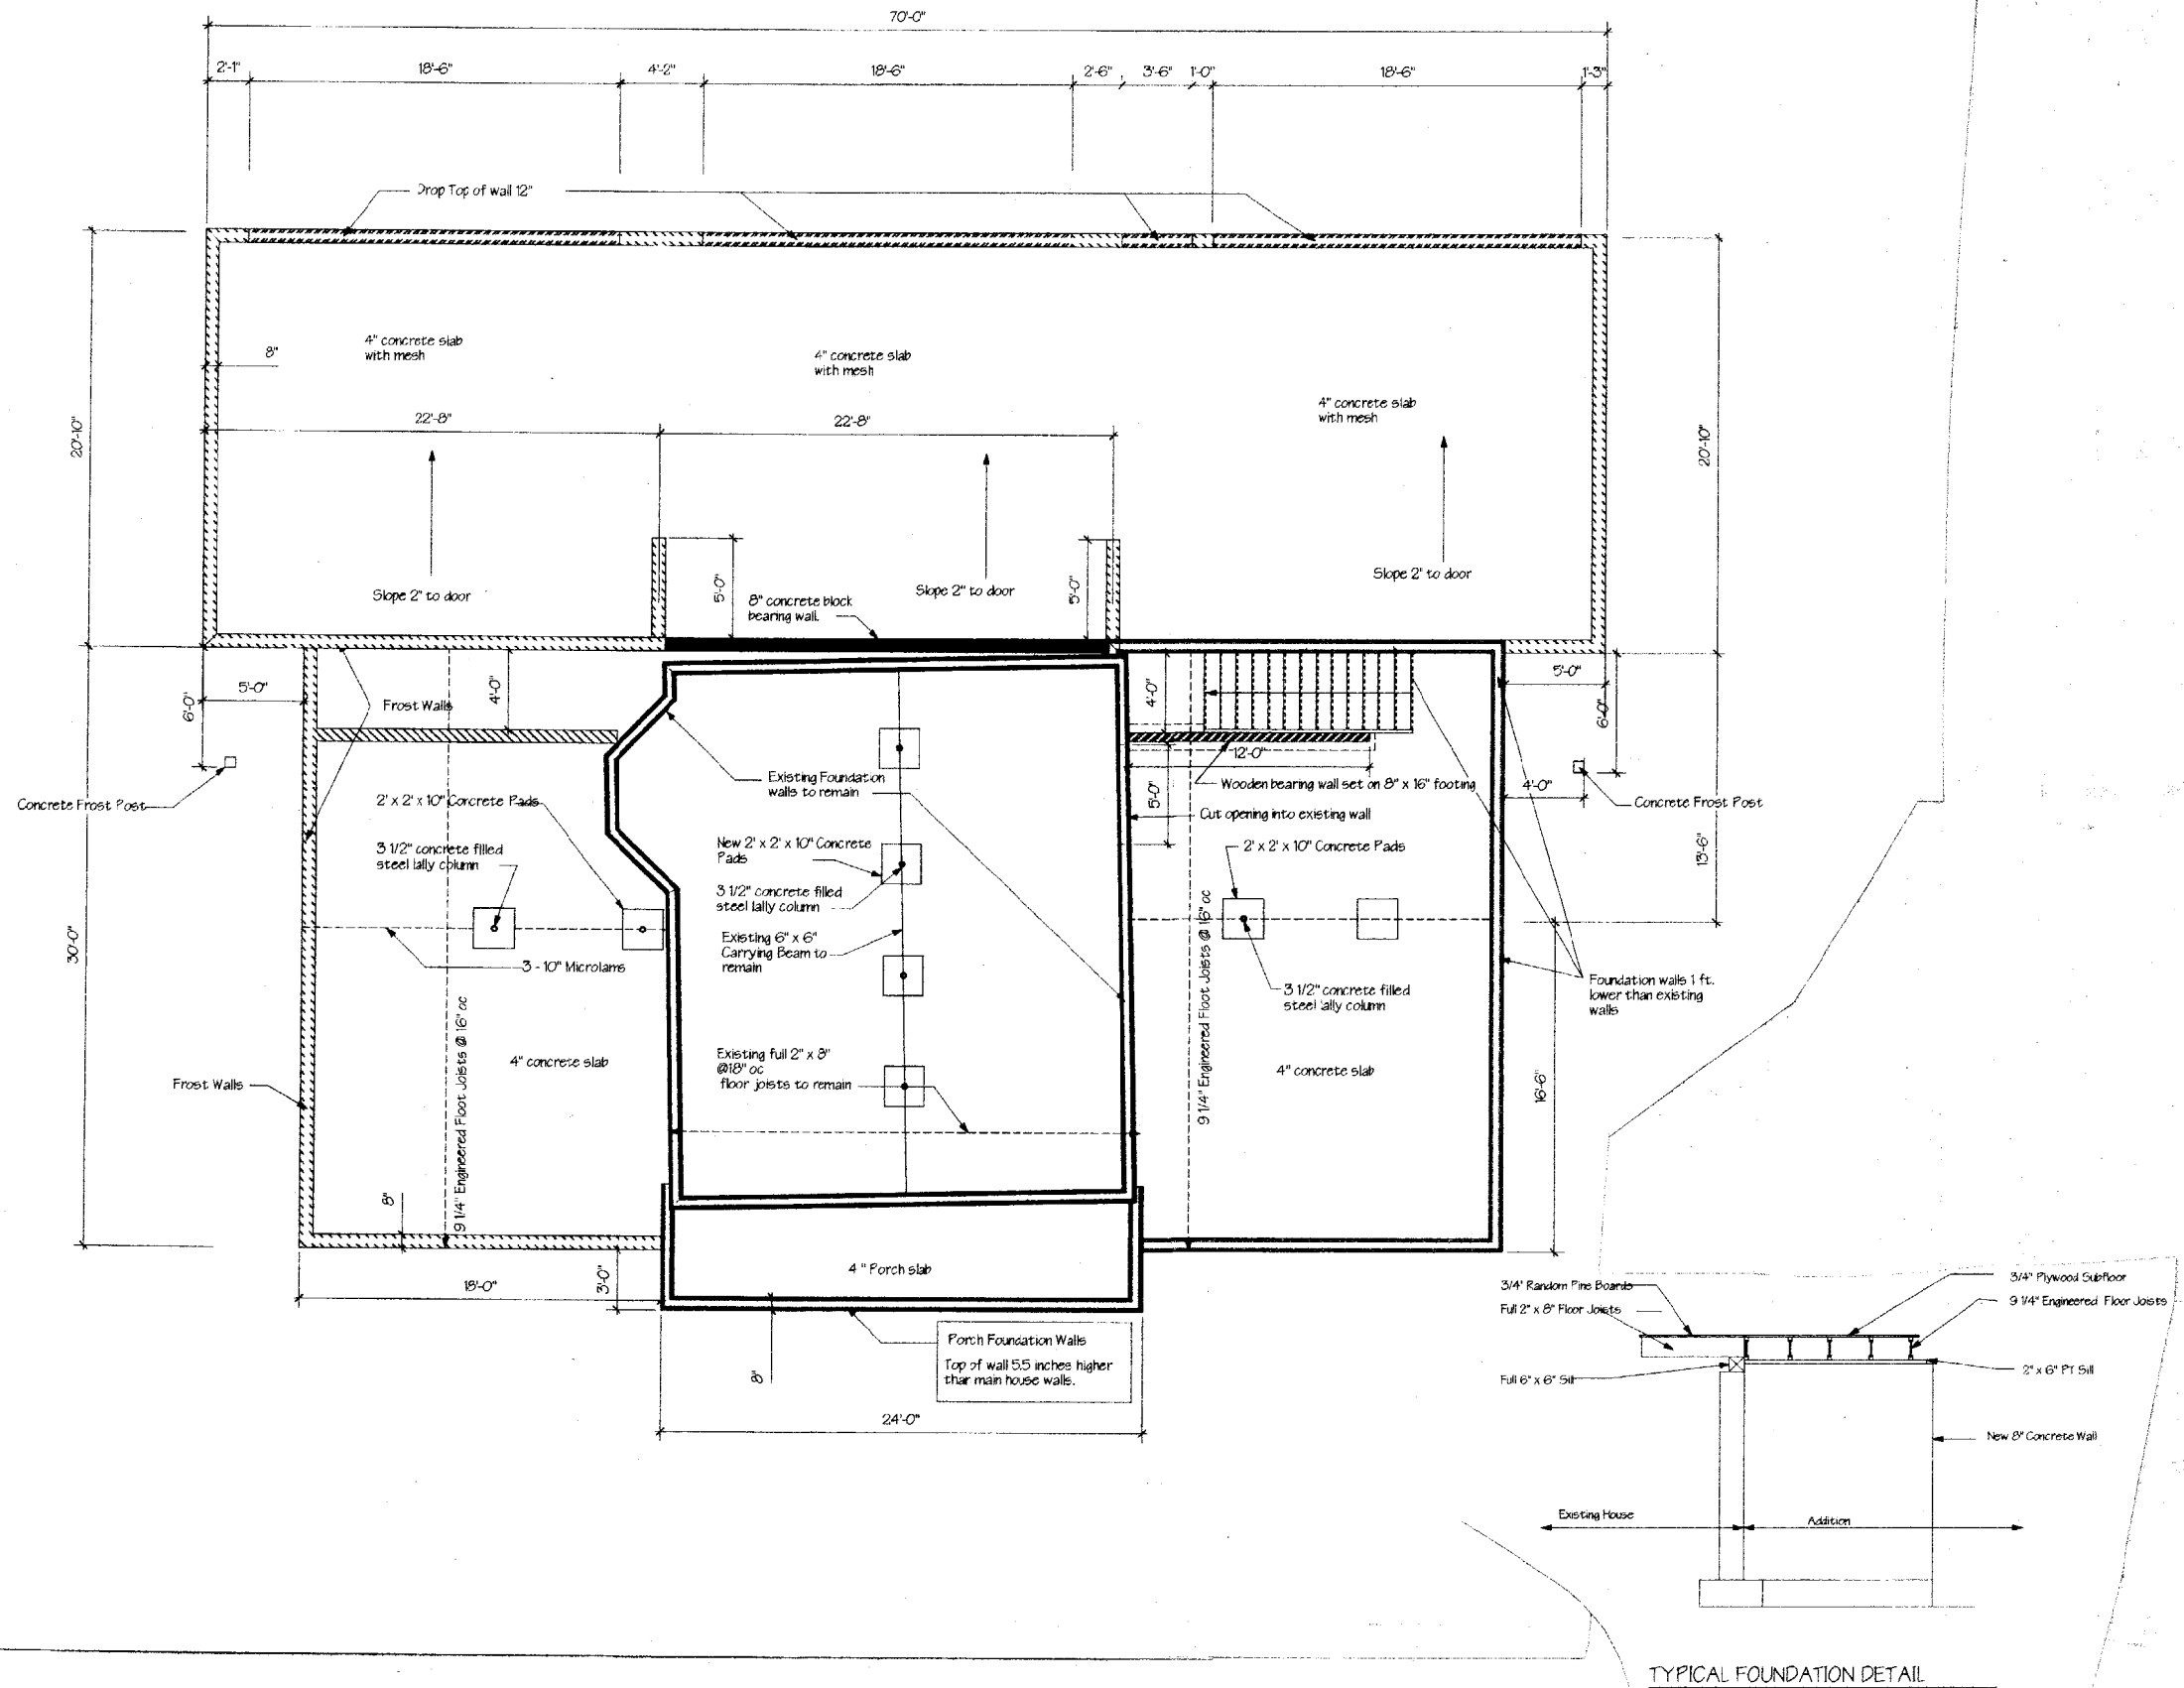 70'-0"
2'-1"
18'-6"
4'-2"
18'-6"
2'-6"
3'-6"
1'-0"
18'-6"
1'-3"
Drop Top of wall 12"
20'-10"
8"
4" concrete slab
with mesh
4" concrete slab
with mesh
4" concrete slab
with mesh
22'-8"
22'-8"
20'-10"
Slope 2" to door
5'-0"
8" concrete block
bearing wall.
Slope 2" to door
5'-0"
Slope 2" to door
5'-0"
6'-0"
Frost Walls
4'-0"
4'-0"
5'-0"
6'-0"
12'-0"
Existing Foundation
walls to remain
Wooden bearing wall set on 8" x 16" footing
4'-0"
Concrete Frost Post
2' x 2' x 10" Concrete Pads
5'-0"
Cut opening into existing wall
Concrete Frost Post
3 1/2" concrete filled
steel lally column
New 2' x 2' x 10" Concrete
Pads
2' x 2' x 10" Concrete Pads
13'-6"
3 1/2" concrete filled
steel lally column
30'-0"
Existing 6" x 6"
Carrying Beam to
remain
3 - 10" Microlams
3 1/2" concrete filled
steel lally column
Foundation walls 1 ft.
lower than existing
walls
9 1/4" Engineered Floot Joists @ 16" oc
9 1/4" Engineered Floot Joists @ 16" oc
4" concrete slab
Existing full 2" x 8"
@18" oc
floor joists to remain
4" concrete slab
16'-6"
Frost Walls
8"
18'-0"
3'-0"
4 " Porch slab
8"
Porch Foundation Walls
Top of wall 5.5 inches higher
than main house walls.
24'-0"
3/4" Random Pine Boards
3/4" Plywood Subfloor
Full 2" x 8" Floor Joists
9 1/4" Engineered Floor Joists
Full 6" x 6" Sill
2" x 6" PT Sill
New 8" Concrete Wall
Existing House
Addition
TYPICAL FOUNDATION DETAIL